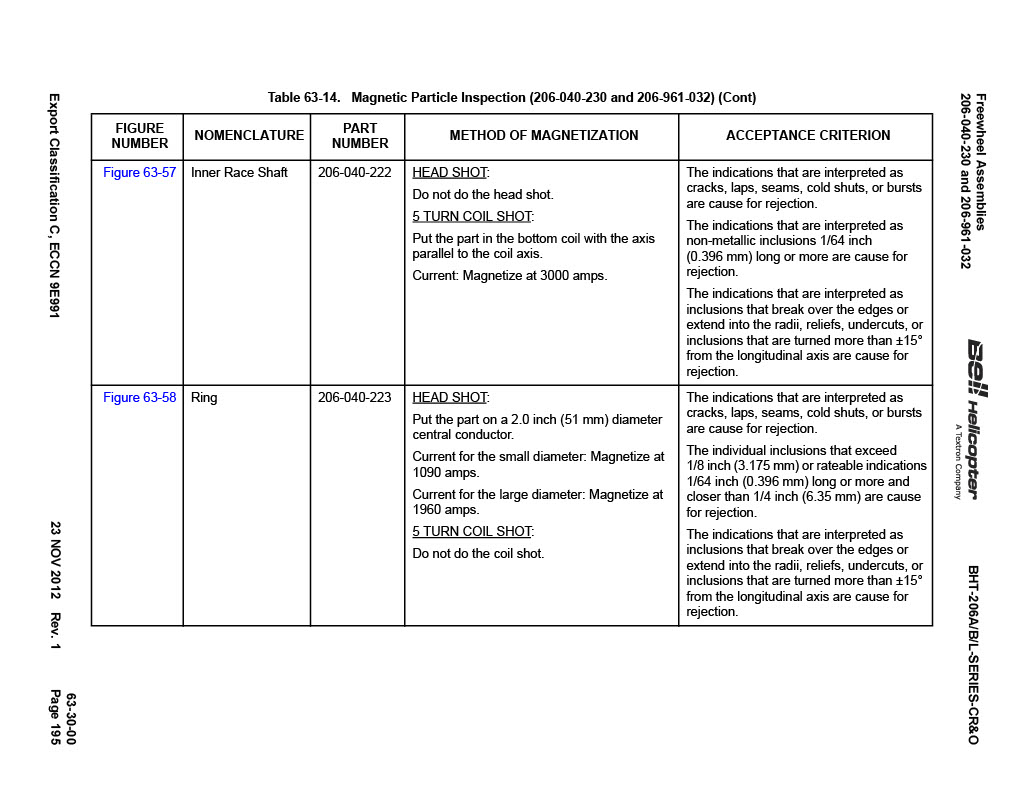 Freewheel Assemblies
206-040-230 and 206-961-032
Bell Helicopter
A Textron Company
BHT-206A/B/L-SERIES-CR&O
Table 63-14. Magnetic Particle Inspection (206-040-230 and 206-961-032) (Cont)
FIGURE
NUMBER
NOMENCLATURE
PART
NUMBER
METHOD OF MAGNETIZATION
ACCEPTANCE CRITERION
Figure 63-57
Inner Race Shaft
206-040-222
HEAD SHOT:
Do not do the head shot.
5 TURN COIL SHOT:
Put the part in the bottom coil with the axis
parallel to the coil axis.
Current: Magnetize at 3000 amps.
The indications that are interpreted as
cracks, laps, seams, cold shuts, or bursts
are cause for rejection.
The indications that are interpreted as
non-metallic inclusions 1/64 inch
(0.396 mm) long or more are cause for
rejection.
The indications that are interpreted as
inclusions that break over the edges or
extend into the radii, reliefs, undercuts, or
inclusions that are turned more than ±15°
from the longitudinal axis are cause for
rejection.
Figure 63-58
Ring
206-040-223
HEAD SHOT:
Put the part on a 2.0 inch (51 mm) diameter
central conductor.
Current for the small diameter: Magnetize at
1090 amps.
Current for the large diameter: Magnetize at
1960 amps.
5 TURN COIL SHOT:
Do not do the coil shot.
The indications that are interpreted as
cracks, laps, seams, cold shuts, or bursts
are cause for rejection.
The individual inclusions that exceed
1/8 inch (3.175 mm) or rateable indications
1/64 inch (0.396 mm) long or more and
closer than 1/4 inch (6.35 mm) are cause
for rejection.
The indications that are interpreted as
inclusions that break over the edges or
extend into the radii, reliefs, undercuts, or
inclusions that are turned more than ±15°
from the longitudinal axis are cause for
rejection.
63-30-00
Export Classification C, ECCN 9E991 23 NOV 2012 Rev. 1 Page 195